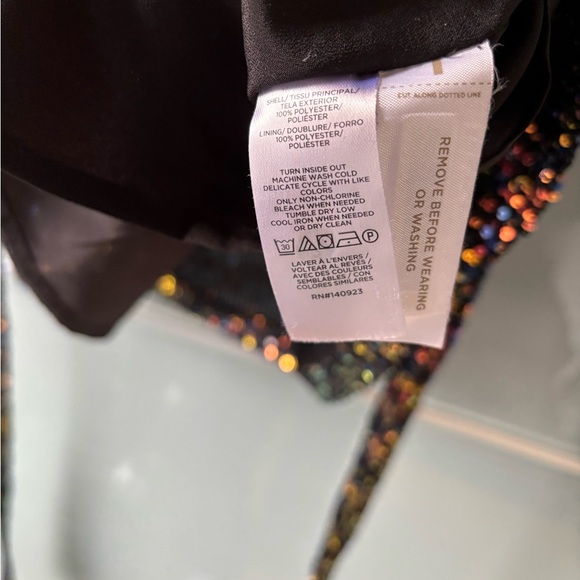 SHELL/ TISSU PRINCIPAL/
TELA EXTERIOR
100% POLYESTER/
POLIÉSTER
LINING/ DOUBLURE/ FORRO
100% POLYESTER/
POLIÉSTER
TURN INSIDE OUT
MACHINE WASH COLD
DELICATE CYCLE WITH LIKE
COLORS
ONLY NON-CHLORINE
BLEACH WHEN NEEDED
TUMBLE DRY LOW
COOL IRON WHEN NEEDED
OR DRY CLEAN
30
P
LAVER À L'ENVERS /
VOLTEAR AL REVÉS /
AVEC DES COULEURS
SEMBLABLES / CON
COLORES SIMILARES
RN#140923
CUT ALONG DOTTED LINE
REMOVE BEFORE WEARING
OR WASHING